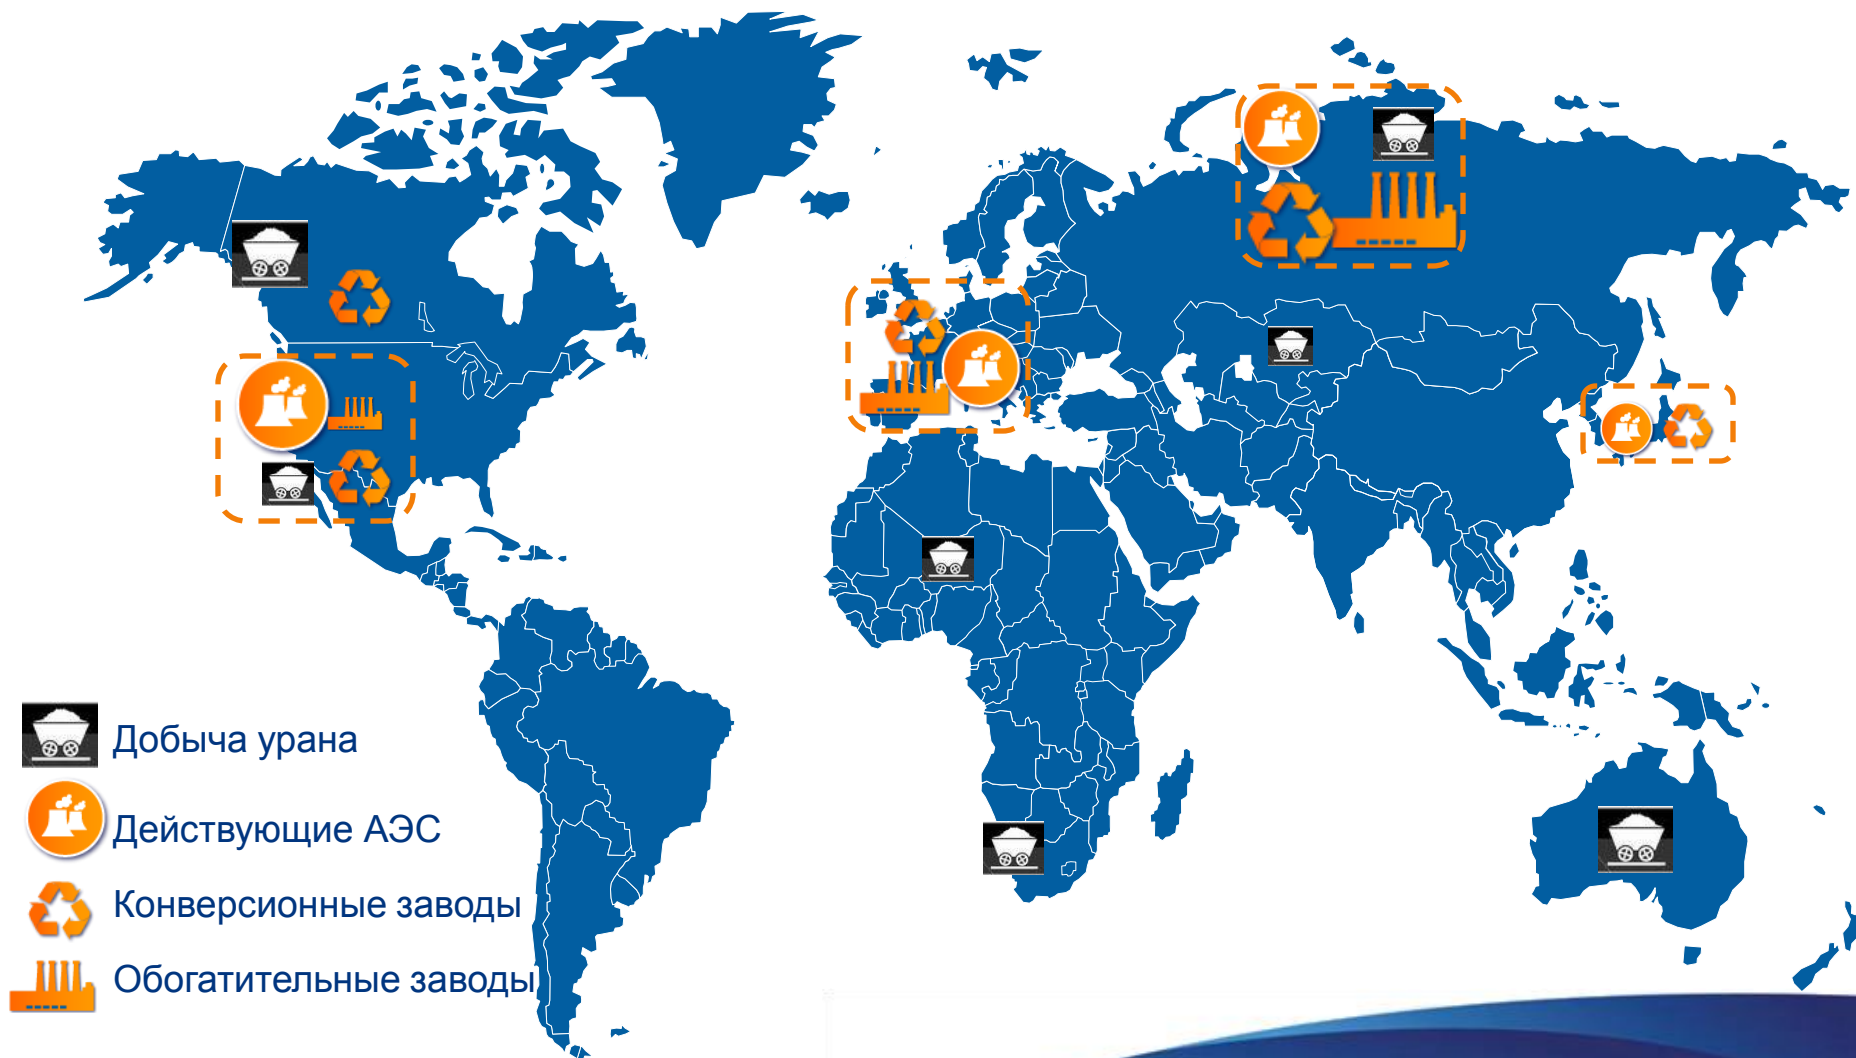 Добыча урана
Действующие АЭС
Конверсионные заводы
Обогатительные заводы